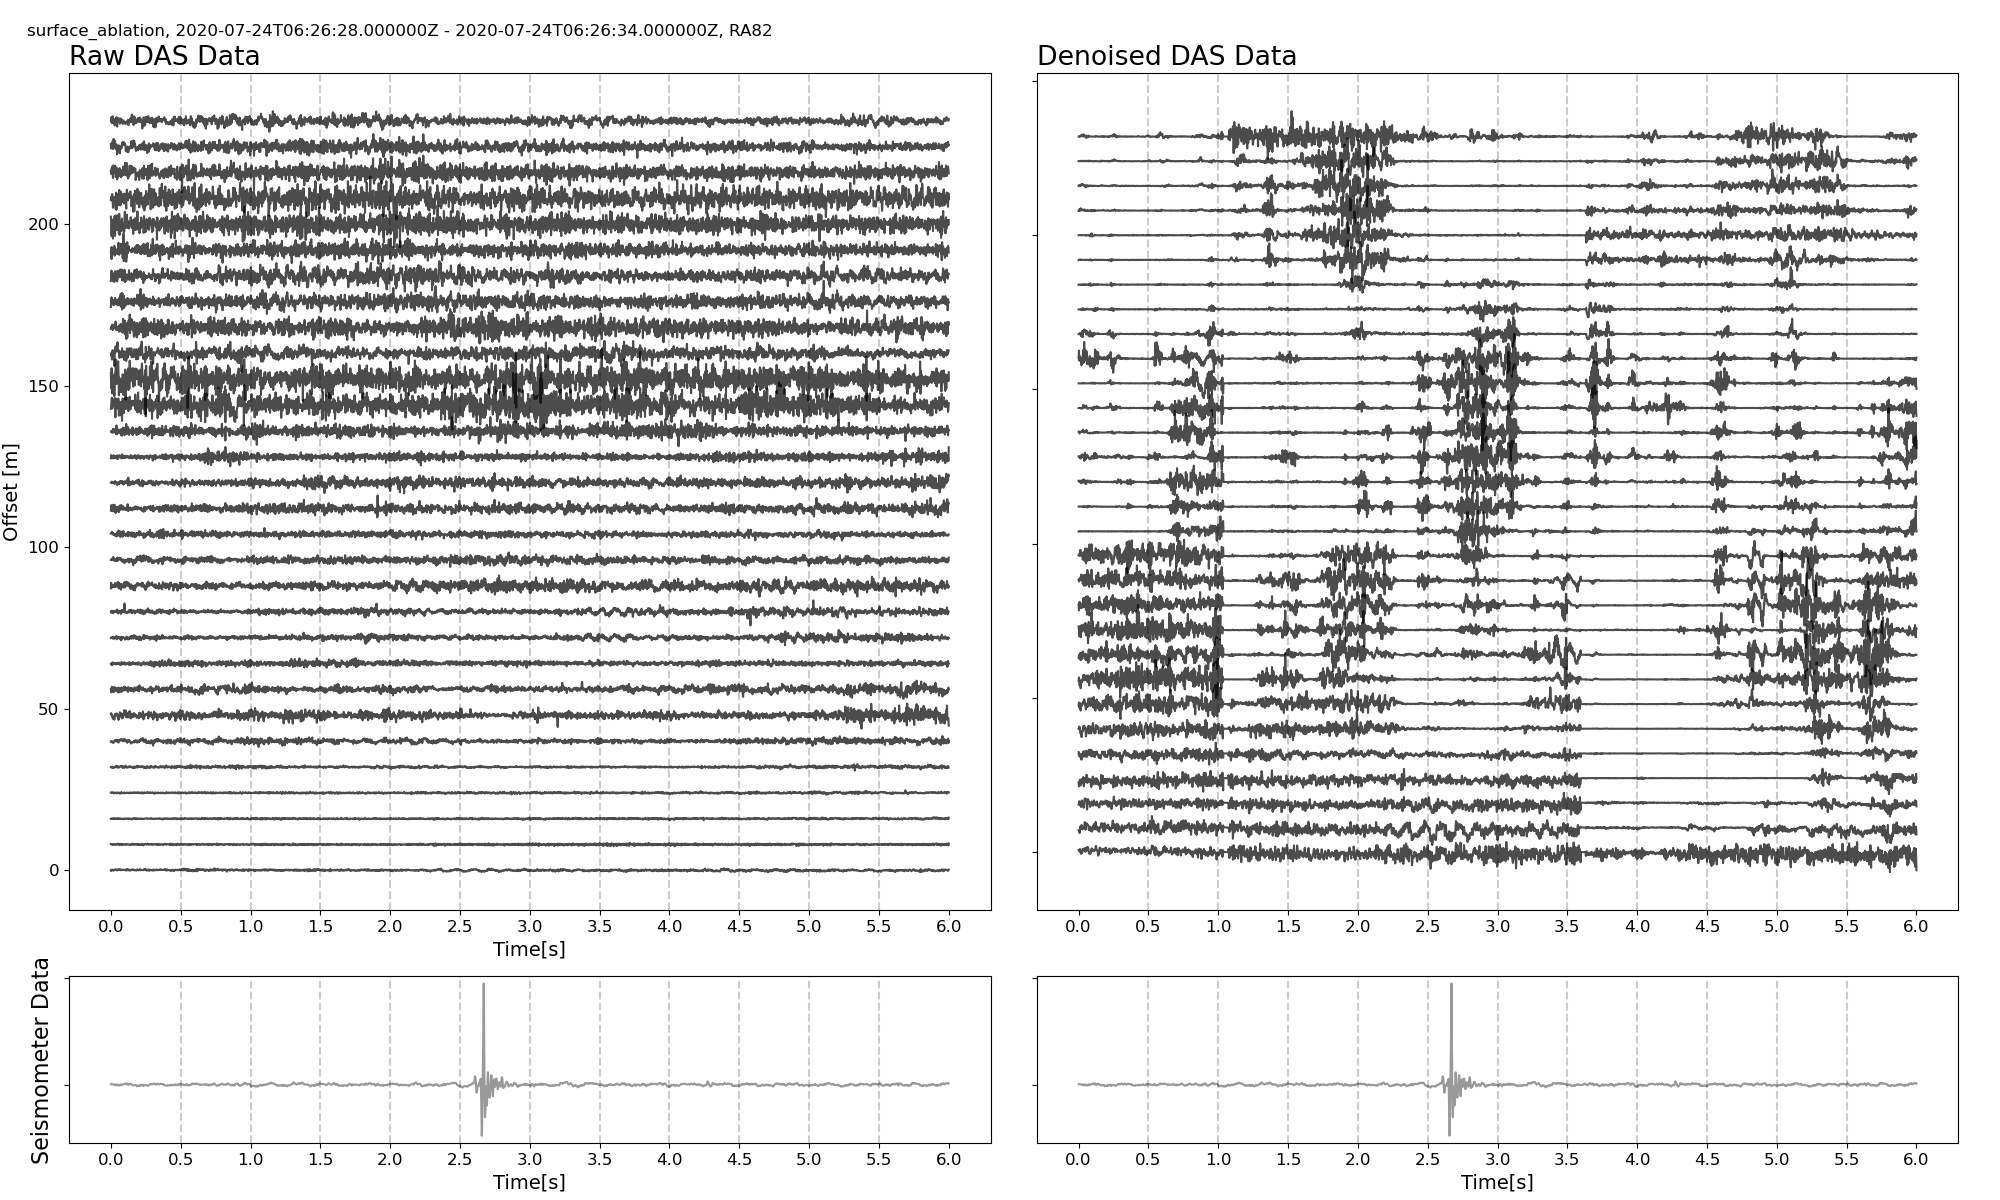 surface_ablation, 2020-07-24T06:26:28.000000Z - 2020-07-24T06:26:34.000000Z, RA82
Raw DAS Data
Denoised DAS Data
Offset [m]
200
150
100
50
0
0.0 0.5 1.0 1.5 2.0 2.5 3.0 3.5 4.0 4.5 5.0 5.5 6.0
Time[s]
0.0 0.5 1.0 1.5 2.0 2.5 3.0 3.5 4.0 4.5 5.0 5.5 6.0
Seismometer Data
0.0 0.5 1.0 1.5 2.0 2.5 3.0 3.5 4.0 4.5 5.0 5.5 6.0
Time[s]
0.0 0.5 1.0 1.5 2.0 2.5 3.0 3.5 4.0 4.5 5.0 5.5 6.0
Time[s]